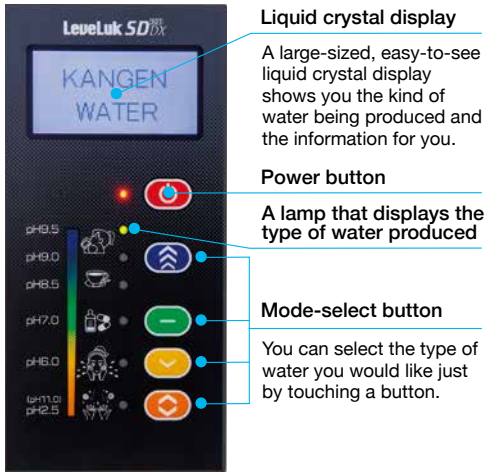 LeveLuk SD501DX
Liquid crystal display
KANGEN
WATER
A large-sized, easy-to-see
liquid crystal display
shows you the kind of
water being produced and
the information for you.
Power button
A lamp that displays the
type of water produced
pH9.5
pH9.0
pH8.5
pH7.0
pH6.0
(pH11.0)
pH2.5
Mode-select button
You can select the type of
water you would like just
by touching a button.